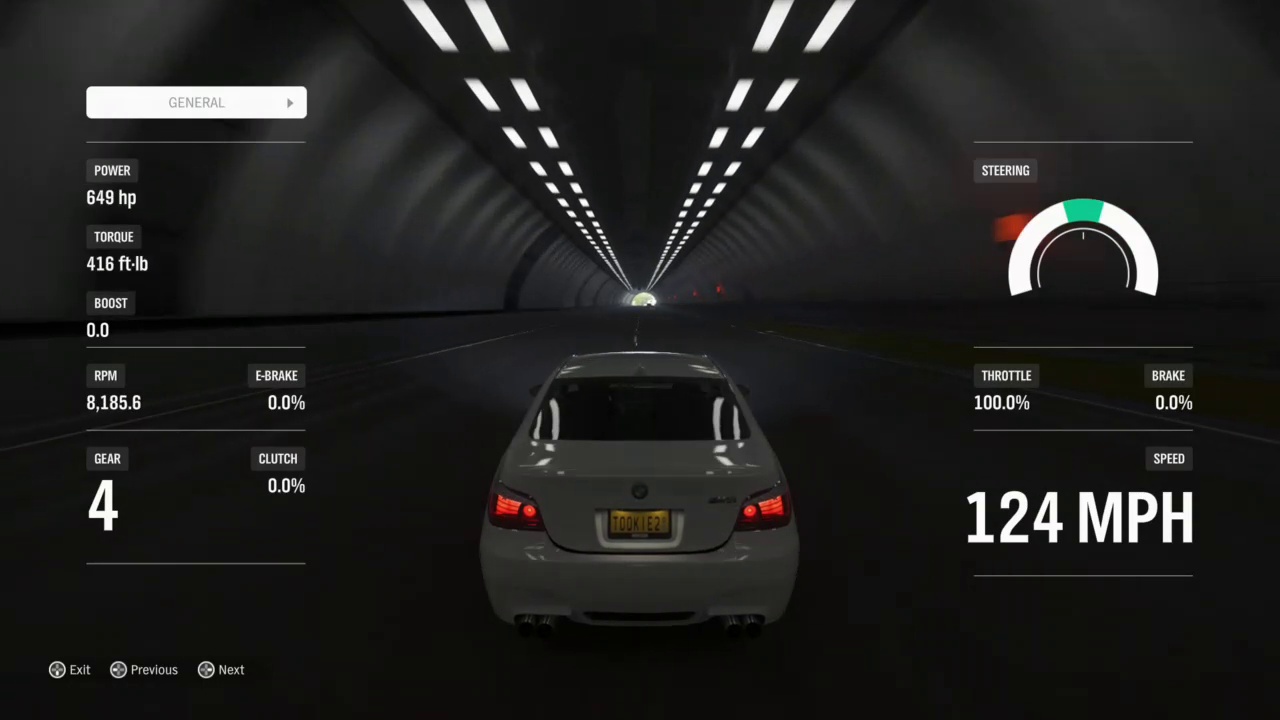 GENERAL
POWER
649 hp
TORQUE
416 ft·lb
BOOST
0.0
RPM
E-BRAKE
8,185.6
0.0%
GEAR
CLUTCH
4
0.0%
STEERING
THROTTLE
BRAKE
100.0%
0.0%
SPEED
124 MPH
TOOKIE2
Exit
Previous
Next